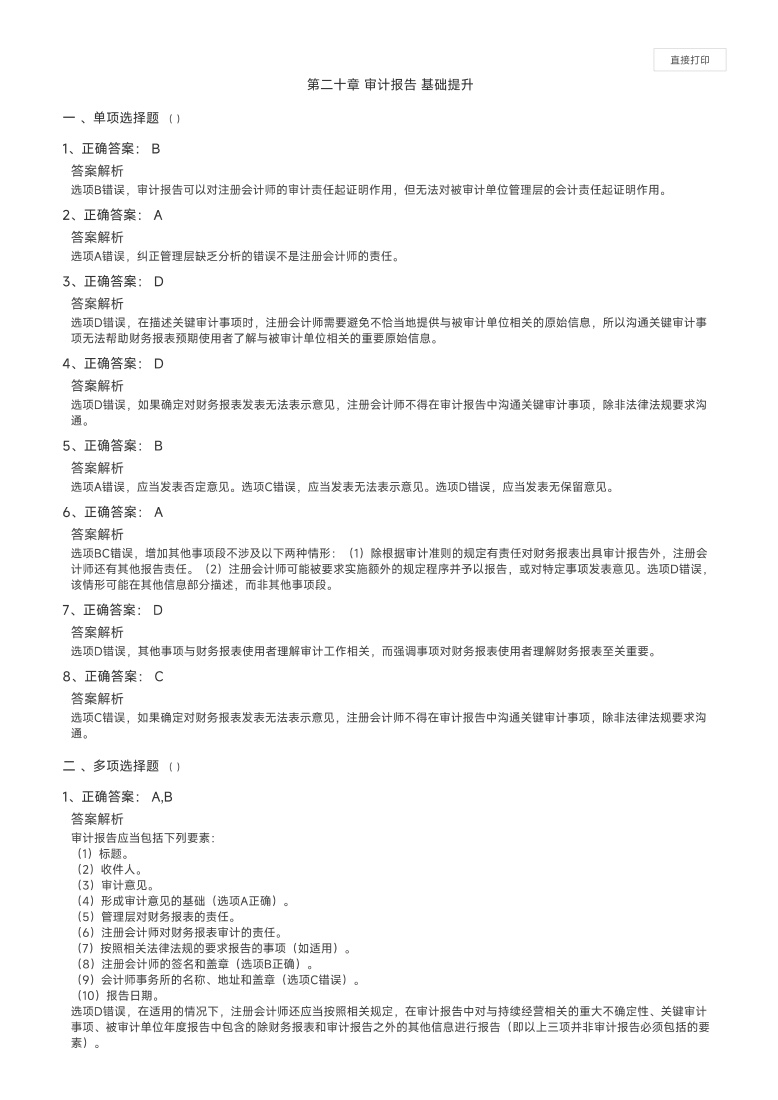 直接打印
第二十章 审计报告 基础提升
一 、单项选择题 （ ）
1、正确答案： B
答案解析
选项B错误，审计报告可以对注册会计师的审计责任起证明作用，但无法对被审计单位管理层的会计责任起证明作用。
2、正确答案： A
答案解析
选项A错误，纠正管理层缺乏分析的错误不是注册会计师的责任。
3、正确答案： D
答案解析
选项D错误，在描述关键审计事项时，注册会计师需要避免不恰当地提供与被审计单位相关的原始信息，所以沟通关键审计事
项无法帮助财务报表预期使用者了解与被审计单位相关的重要原始信息。
4、正确答案： D
答案解析
选项D错误，如果确定对财务报表发表无法表示意见，注册会计师不得在审计报告中沟通关键审计事项，除非法律法规要求沟
通。
5、正确答案： B
答案解析
选项A错误，应当发表否定意见。选项C错误，应当发表无法表示意见。选项D错误，应当发表无保留意见。
6、正确答案： A
答案解析
选项BC错误，增加其他事项段不涉及以下两种情形：（1）除根据审计准则的规定有责任对财务报表出具审计报告外，注册会
计师还有其他报告责任。（2）注册会计师可能被要求实施额外的规定程序并予以报告，或对特定事项发表意见。选项D错误，
该情形可能在其他信息部分描述，而非其他事项段。
7、正确答案： D
答案解析
选项D错误，其他事项与财务报表使用者理解审计工作相关，而强调事项对财务报表使用者理解财务报表至关重要。
8、正确答案： C
答案解析
选项C错误，如果确定对财务报表发表无法表示意见，注册会计师不得在审计报告中沟通关键审计事项，除非法律法规要求沟
通。
二 、多项选择题 （ ）
1、正确答案： A,B
答案解析
审计报告应当包括下列要素：
（1）标题。
（2）收件人。
（3）审计意见。
（4）形成审计意见的基础（选项A正确）。
（5）管理层对财务报表的责任。
（6）注册会计师对财务报表审计的责任。
（7）按照相关法律法规的要求报告的事项（如适用）。
（8）注册会计师的签名和盖章（选项B正确）。
（9）会计师事务所的名称、地址和盖章（选项C错误）。
（10）报告日期。
选项D错误，在适用的情况下，注册会计师还应当按照相关规定，在审计报告中对与持续经营相关的重大不确定性、关键审计
事项、被审计单位年度报告中包含的除财务报表和审计报告之外的其他信息进行报告（即以上三项并非审计报告必须包括的要
素）。